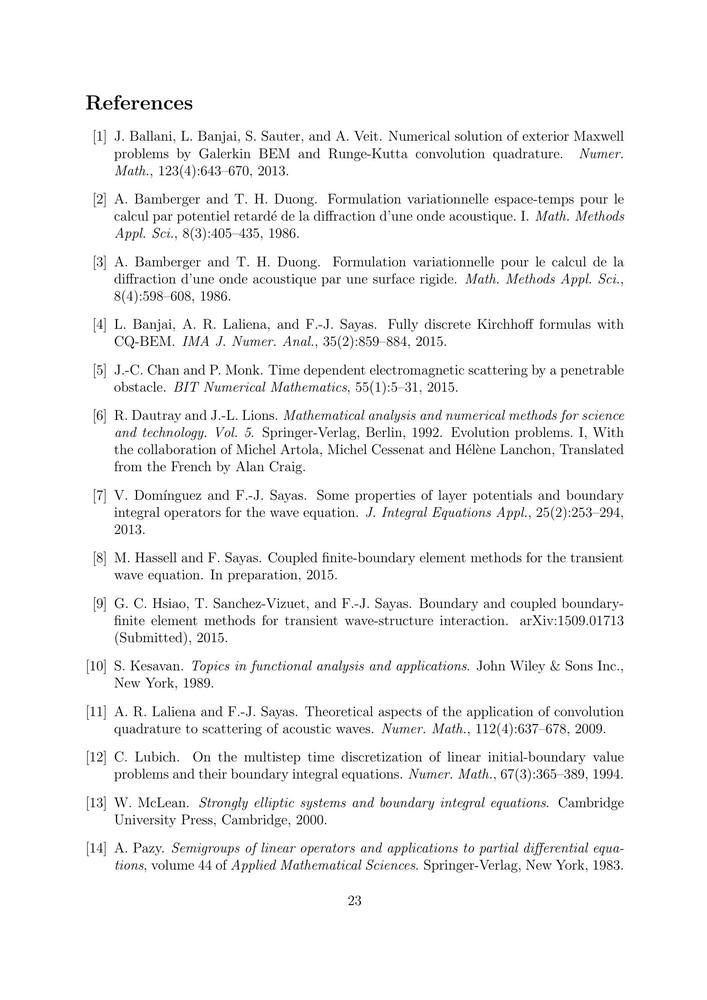 References
[1] J. Ballani, L. Banjai, S. Sauter, and A. Veit. Numerical solution of exterior Maxwell
problems by Galerkin BEM and Runge-Kutta convolution quadrature. Numer.
Math., 123(4):643–670, 2013.
[2] A. Bamberger and T. H. Duong. Formulation variationnelle espace-temps pour le
calcul par potentiel retardé de la diffraction d'une onde acoustique. I. Math. Methods
Appl. Sci., 8(3):405–435, 1986.
[3] A. Bamberger and T. H. Duong. Formulation variationnelle pour le calcul de la
diffraction d'une onde acoustique par une surface rigide. Math. Methods Appl. Sci.,
8(4):598–608, 1986.
[4] L. Banjai, A. R. Laliena, and F.-J. Sayas. Fully discrete Kirchhoff formulas with
CQ-BEM. IMA J. Numer. Anal., 35(2):859–884, 2015.
[5] J.-C. Chan and P. Monk. Time dependent electromagnetic scattering by a penetrable
obstacle. BIT Numerical Mathematics, 55(1):5–31, 2015.
[6] R. Dautray and J.-L. Lions. Mathematical analysis and numerical methods for science
and technology. Vol. 5. Springer-Verlag, Berlin, 1992. Evolution problems. I, With
the collaboration of Michel Artola, Michel Cessenat and Hélène Lanchon, Translated
from the French by Alan Craig.
[7] V. Domínguez and F.-J. Sayas. Some properties of layer potentials and boundary
integral operators for the wave equation. J. Integral Equations Appl., 25(2):253–294,
2013.
[8] M. Hassell and F. Sayas. Coupled finite-boundary element methods for the transient
wave equation. In preparation, 2015.
[9] G. C. Hsiao, T. Sanchez-Vizuet, and F.-J. Sayas. Boundary and coupled boundary-
finite element methods for transient wave-structure interaction. arXiv:1509.01713
(Submitted), 2015.
[10] S. Kesavan. Topics in functional analysis and applications. John Wiley & Sons Inc.,
New York, 1989.
[11] A. R. Laliena and F.-J. Sayas. Theoretical aspects of the application of convolution
quadrature to scattering of acoustic waves. Numer. Math., 112(4):637–678, 2009.
[12] C. Lubich. On the multistep time discretization of linear initial-boundary value
problems and their boundary integral equations. Numer. Math., 67(3):365–389, 1994.
[13] W. McLean. Strongly elliptic systems and boundary integral equations. Cambridge
University Press, Cambridge, 2000.
[14] A. Pazy. Semigroups of linear operators and applications to partial differential equa-
tions, volume 44 of Applied Mathematical Sciences. Springer-Verlag, New York, 1983.
23